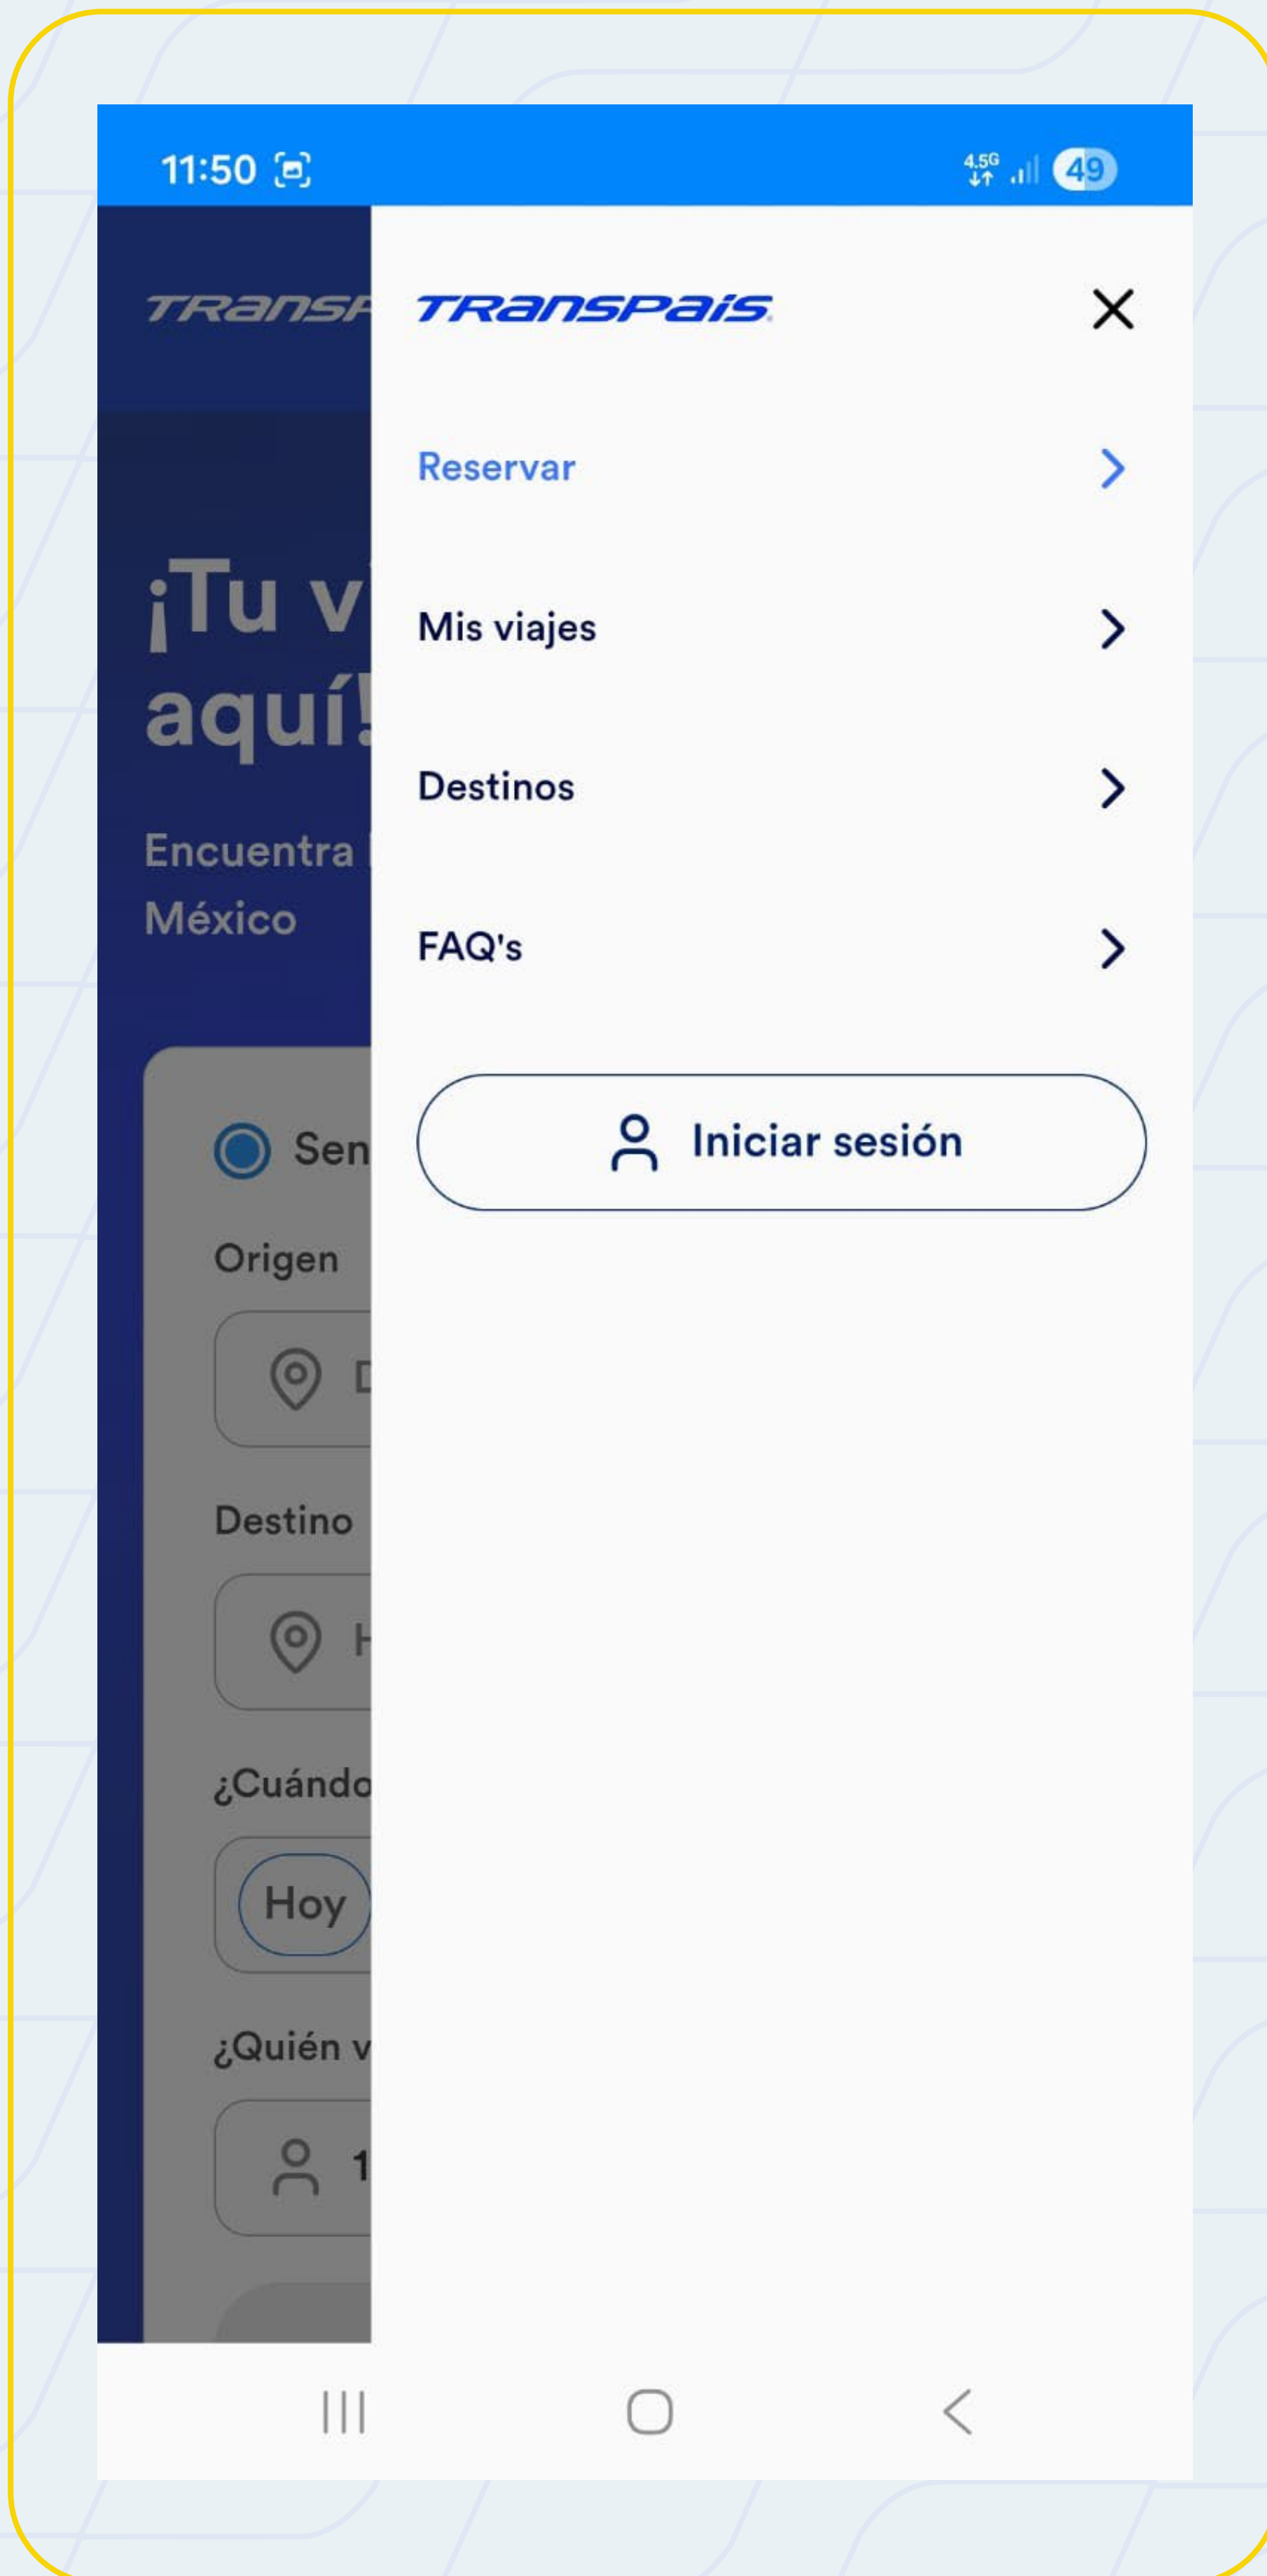 11:50
4.5G
49
TRANSPaís
Reservar
Mis viajes
Destinos
FAQ's
Iniciar sesión
¡Tu v
aquí!
Encuentra
México
Sen
Origen
Destino
¿Cuándo
Hoy
¿Quién v
1